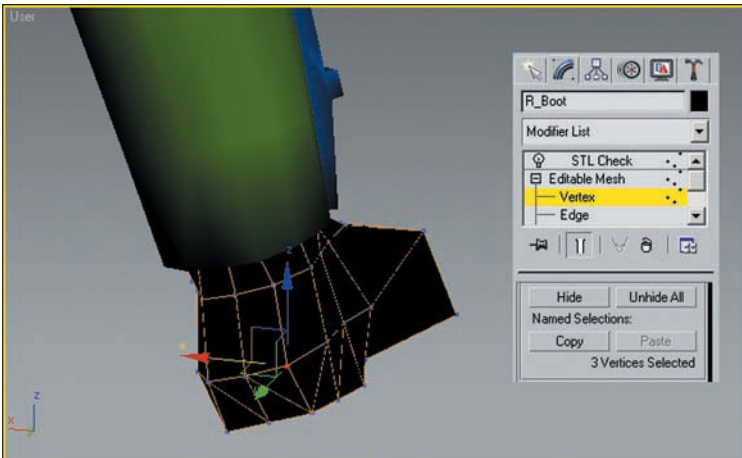 User
R_Boot
Modifier List
STL Check
Editable Mesh
Vertex
Edge
Hide Unhide All
Named Selections:
Copy Paste
3 Vertices Selected
z
x
z
x
y